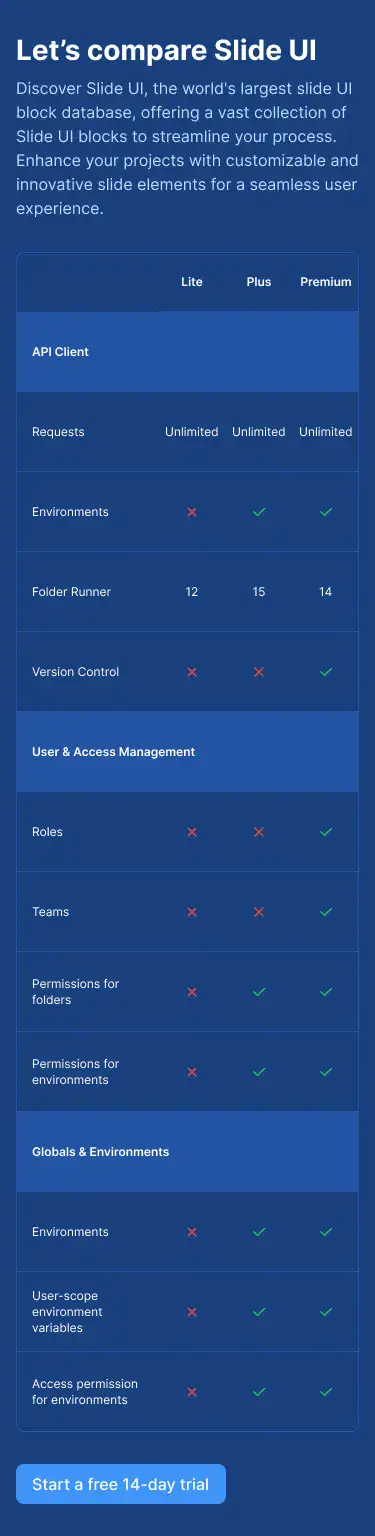 Let's compare Slide UI
Discover Slide UI, the world's largest slide UI
block database, offering a vast collection of
Slide UI blocks to streamline your process.
Enhance your projects with customizable and
innovative slide elements for a seamless user
experience.
Lite Plus Premium
API Client
Requests Unlimited Unlimited Unlimited
Environments
Folder Runner 12 15 14
Version Control
User & Access Management
Roles
Teams
Permissions for
folders
Permissions for
environments
Globals & Environments
Environments
User-scope
environment
variables
Access permission
for environments
Start a free 14-day trial